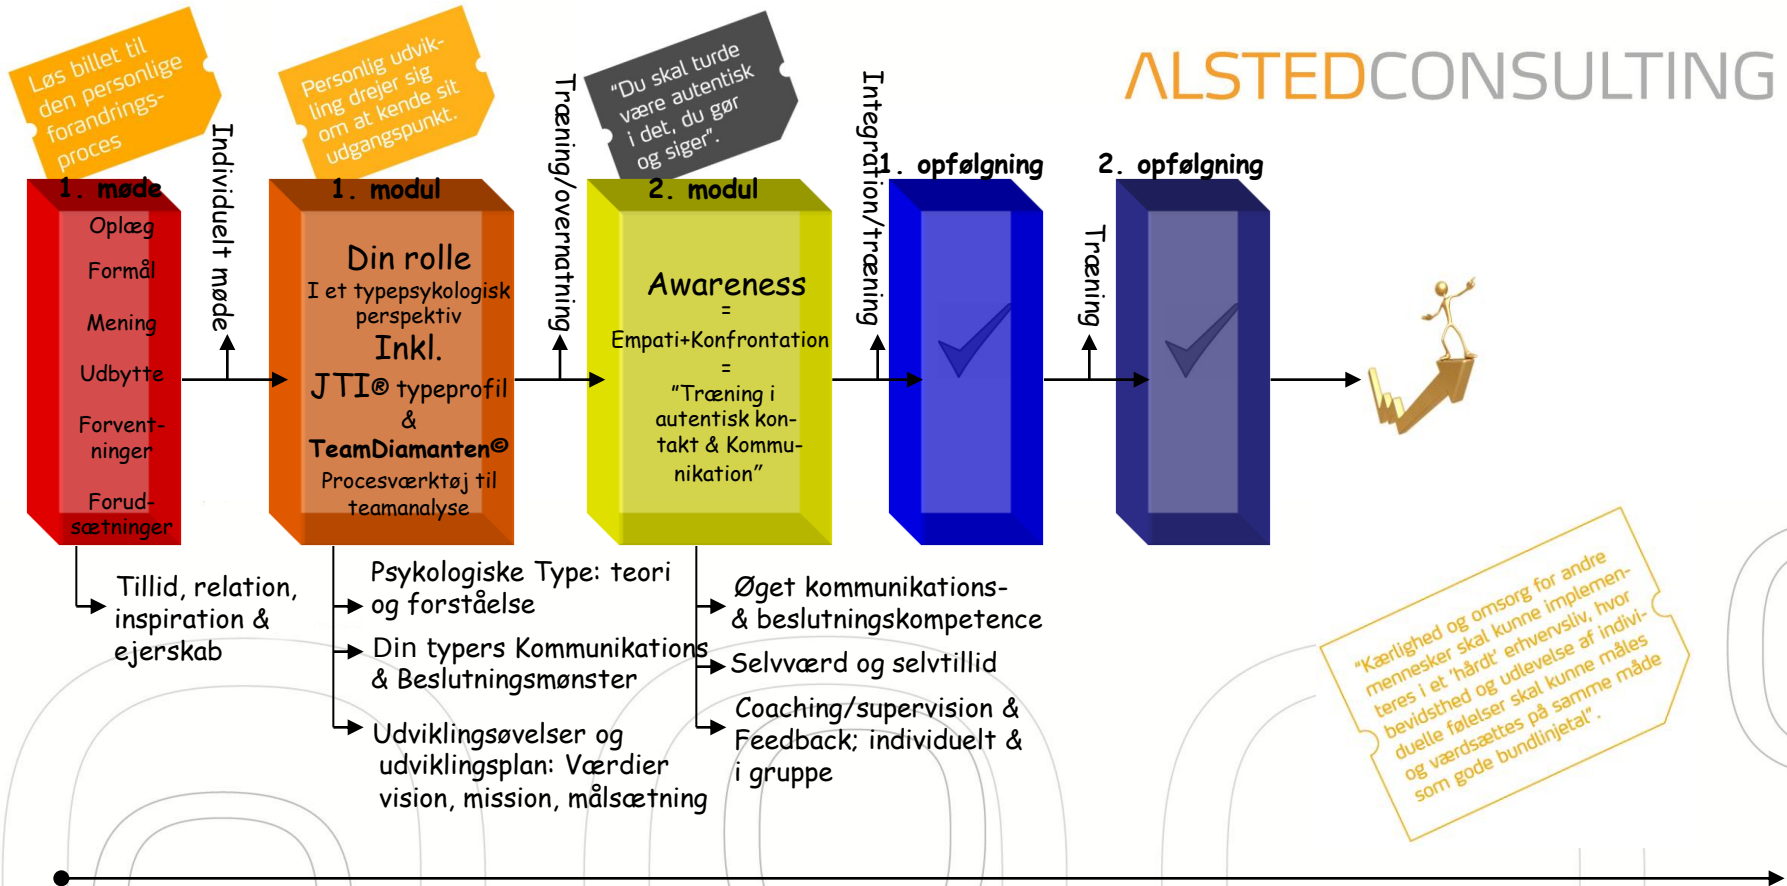 Løs billet til
den personlige
forandrings-
proces
Personlig udvik-
ling drejer sig
om at kende sit
udgangspunkt.
"Du skal turde
være autentisk
i det, du gør
og siger".
ALSTEDCONSULTING
1. møde
Oplæg
Formål
Mening
Udbytte
Forvent-
ninger
Forud-
sætninger
Individuelt møde
1. modul
Din rolle
I et typepsykologisk
perspektiv
Inkl.
JTI® typeprofil
&
TeamDiamanten©
Procesværktøj til
teamanalyse
Træning/overnatning
2. modul
Awareness
=
Empati+Konfrontation
=
"Træning i
autentisk kon-
takt & Kommu-
nikation"
Integration/træning
1. opfølgning
Træning
2. opfølgning
Tillid, relation,
inspiration &
ejerskab
Psykologiske Type: teori
og forståelse
Din typers Kommunikations
& Beslutningsmønster
Udviklingsøvelser og
udviklingsplan: Værdier
vision, mission, målsætning
Øget kommunikations-
& beslutningskompetence
Selvværd og selvtillid
Coaching/supervision &
Feedback; individuelt &
i gruppe
"Kærlighed og omsorg for andre
mennesker skal kunne implemen-
teres i et 'hårdt' erhvervsliv, hvor
bevidsthed og udlevelse af indivi-
duelle følelser skal kunne måles
og værdsættes på samme måde
som gode bundlinjetal".